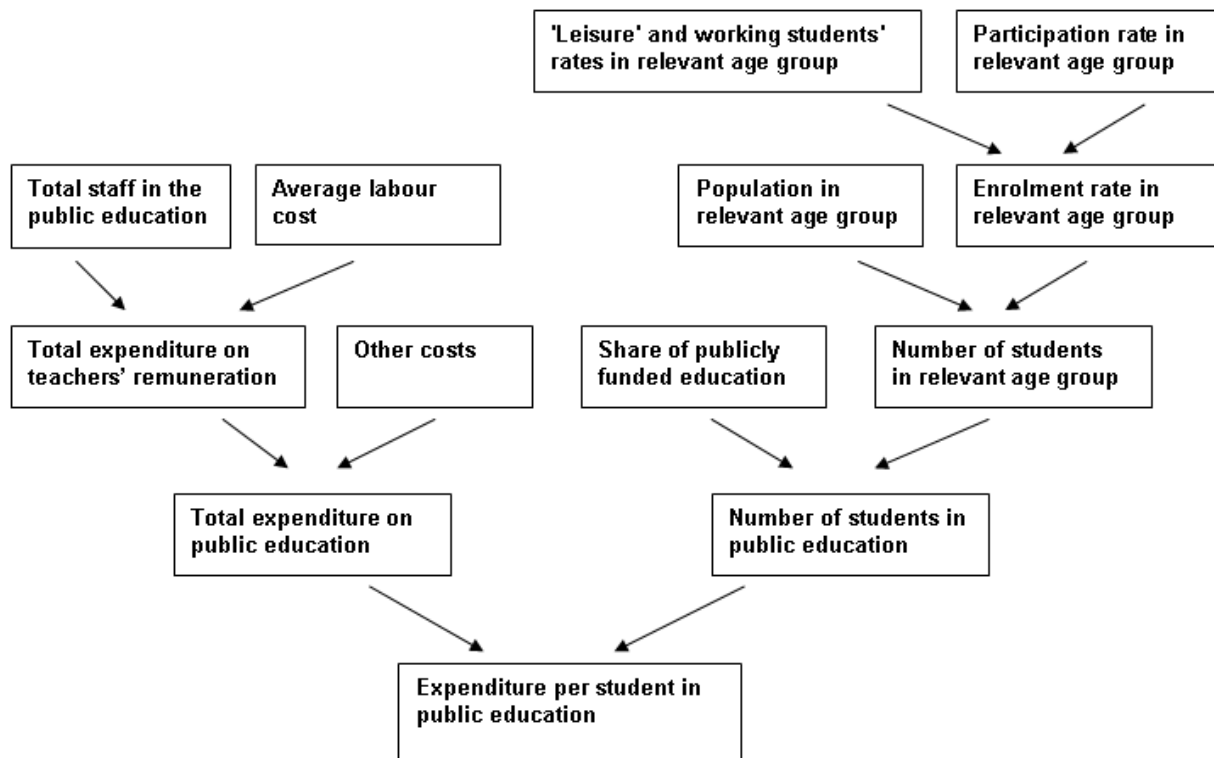 'Leisure' and working students'
rates in relevant age group
Participation rate in
relevant age group
Total staff in the
public education
Average labour
cost
Population in
relevant age group
Enrolment rate in
relevant age group
Total expenditure on
teachers’ remuneration
Other costs
Share of publicly
funded education
Number of students
in relevant age group
Total expenditure on
public education
Number of students in
public education
Expenditure per student in
public education